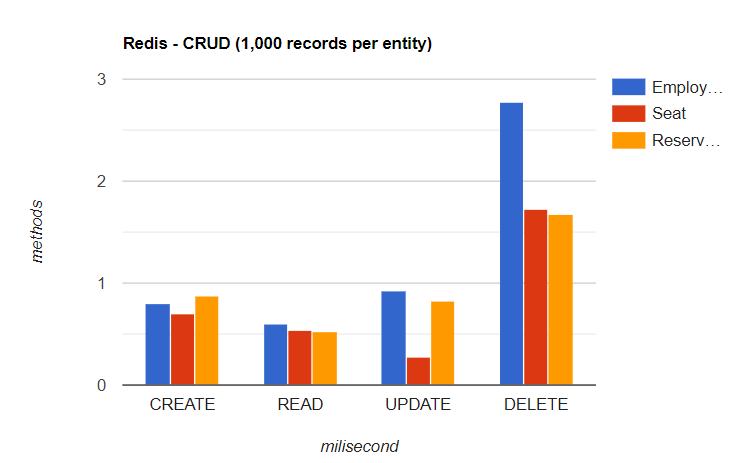 Redis - CRUD (1,000 records per entity)
3
2
1
0
methods
CREATE
READ
UPDATE
DELETE
milisecond
Employ…
Seat
Reserv…